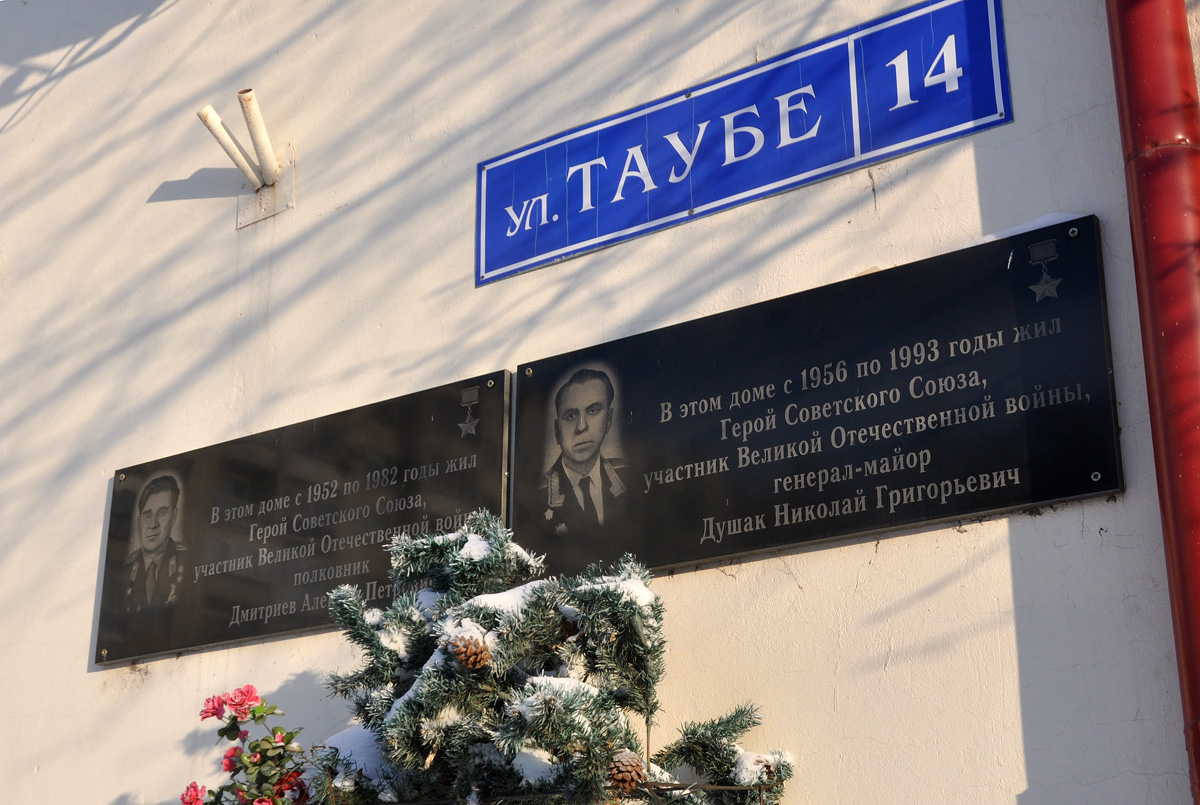 ул. ТАУБЕ 14
В этом доме с 1952 по 1982 годы жил
Герой Советского Союза,
участник Великой Отечественной
полковник
Дмитриев
В этом доме с 1956 по 1993 годы жил
Герой Советского Союза,
участник Великой Отечественной войны,
генерал-майор
Душак Николай Григорьевич